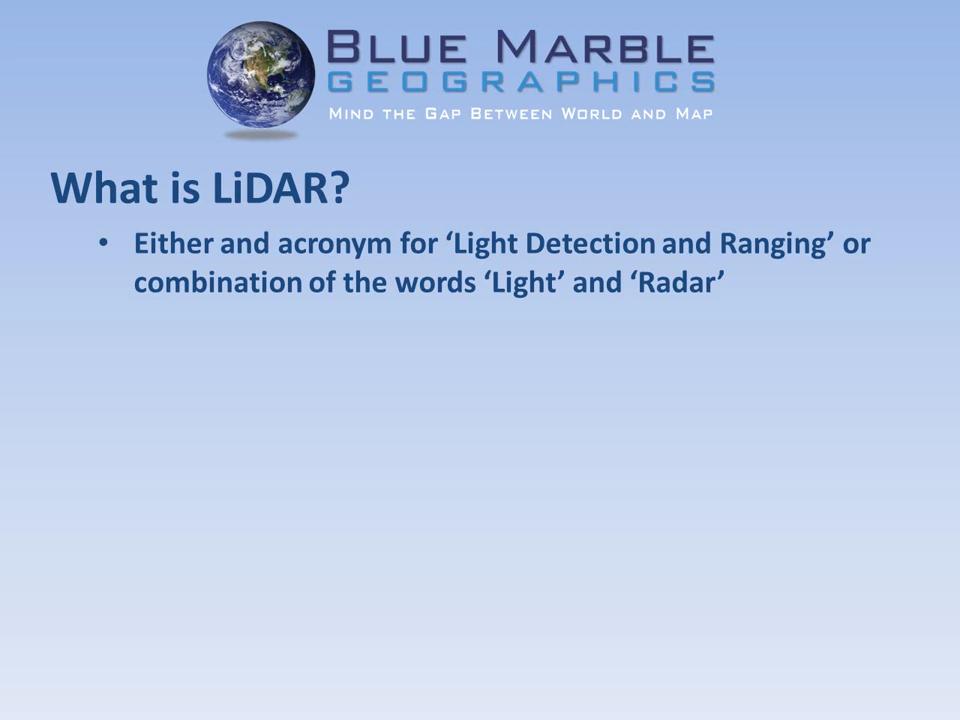 BLUE MARBLE
GEOGRAPHICS
MIND THE GAP BETWEEN WORLD AND MAP
What is LiDAR?
• Either and acronym for ‘Light Detection and Ranging’ or
combination of the words ‘Light’ and ‘Radar’